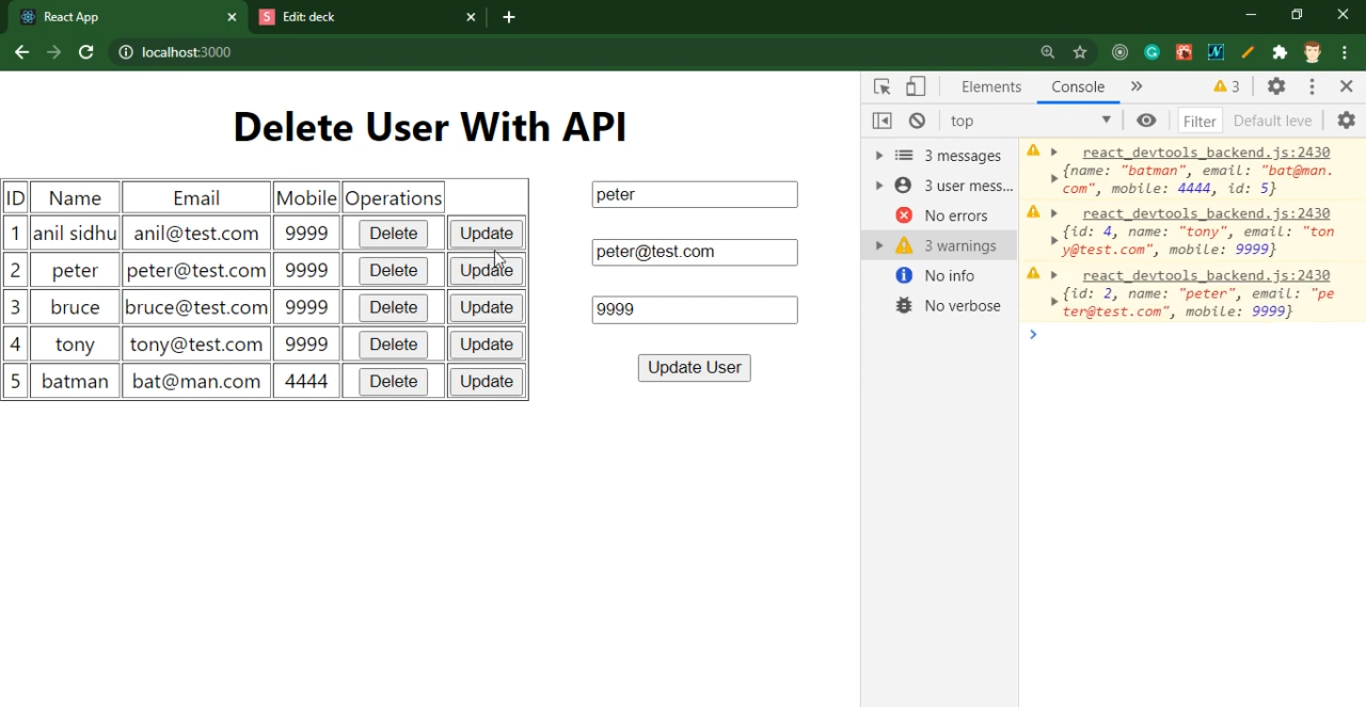 React App
Edit: deck
localhost:3000
Delete User With API
ID Name Email Mobile Operations
1 anil sidhu anil@test.com 9999 Delete Update
2 peter peter@test.com 9999 Delete Update
3 bruce bruce@test.com 9999 Delete Update
4 tony tony@test.com 9999 Delete Update
5 batman bat@man.com 4444 Delete Update
peter
peter@test.com
9999
Update User
Elements Console » 3
top Filter Default leve
3 messages
3 user mess...
No errors
3 warnings
No info
No verbose
react_devtools_backend.js:2430
{name: "batman", email: "bat@man.
com", mobile: 4444, id: 5}
react_devtools_backend.js:2430
{id: 4, name: "tony", email: "ton
y@test.com", mobile: 9999}
react_devtools_backend.js:2430
{id: 2, name: "peter", email: "pe
ter@test.com", mobile: 9999}